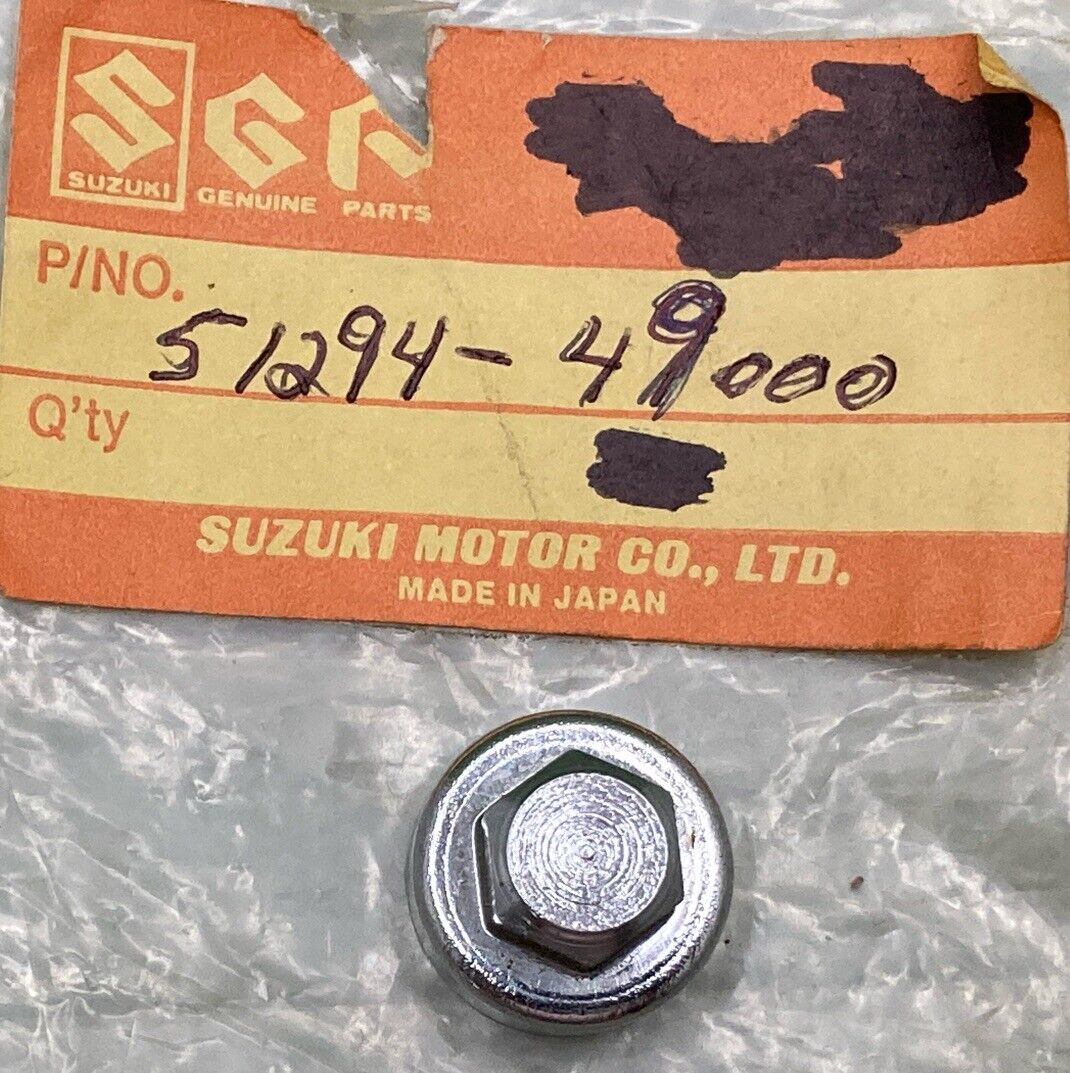 SGP
SUZUKI GENUINE PARTS
P/NO.
51294-49000
Q'ty
SUZUKI MOTOR CO., LTD.
MADE IN JAPAN